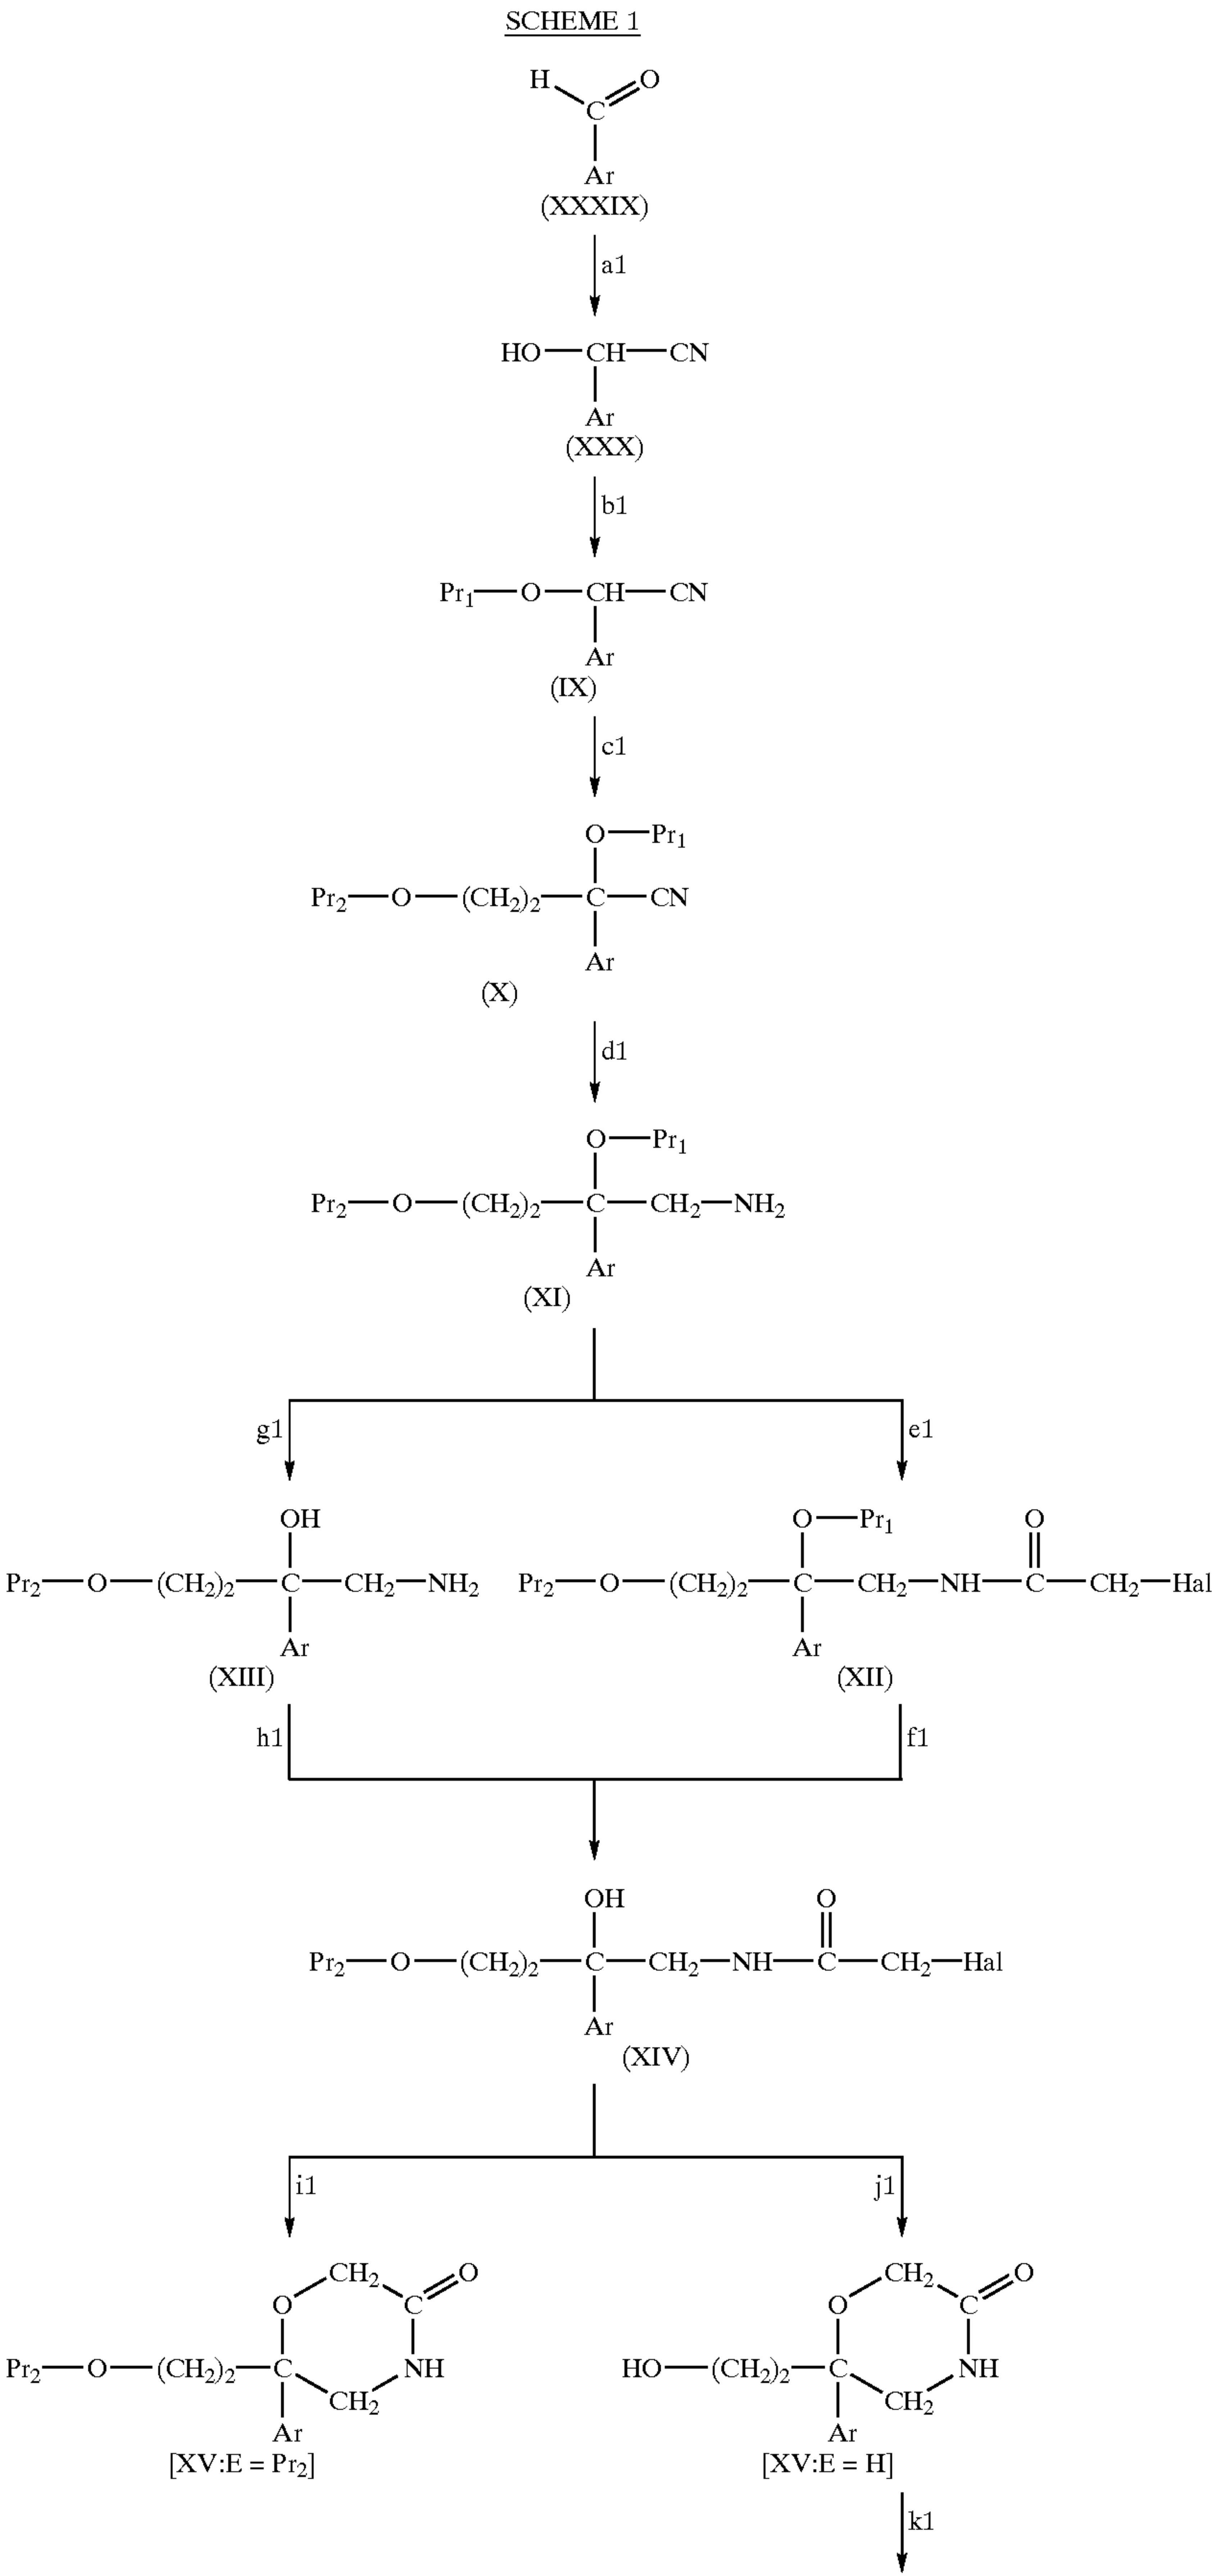 SCHEME 1
H O
C
Ar
(XXXIX)
a1
HO CH CN
Ar
(XXX)
b1
Pr1 O CH CN
Ar
(IX)
c1
O Pr1
Pr2 O (CH2)2 C CN
Ar
(X)
d1
O Pr1
Pr2 O (CH2)2 C CH2 NH2
Ar
(XI)
g1 e1
OH O Pr1 O
Pr2 O (CH2)2 C CH2 NH2 Pr2 O (CH2)2 C CH2 NH C CH2 Hal
Ar Ar
(XIII) (XII)
h1 f1
OH O
Pr2 O (CH2)2 C CH2 NH C CH2 Hal
Ar
(XIV)
i1 j1
CH2 O CH2 O
O C O C
Pr2 O (CH2)2 C NH HO (CH2)2 C NH
CH2 CH2
Ar Ar
[XV:E = Pr2] [XV:E = H]
k1